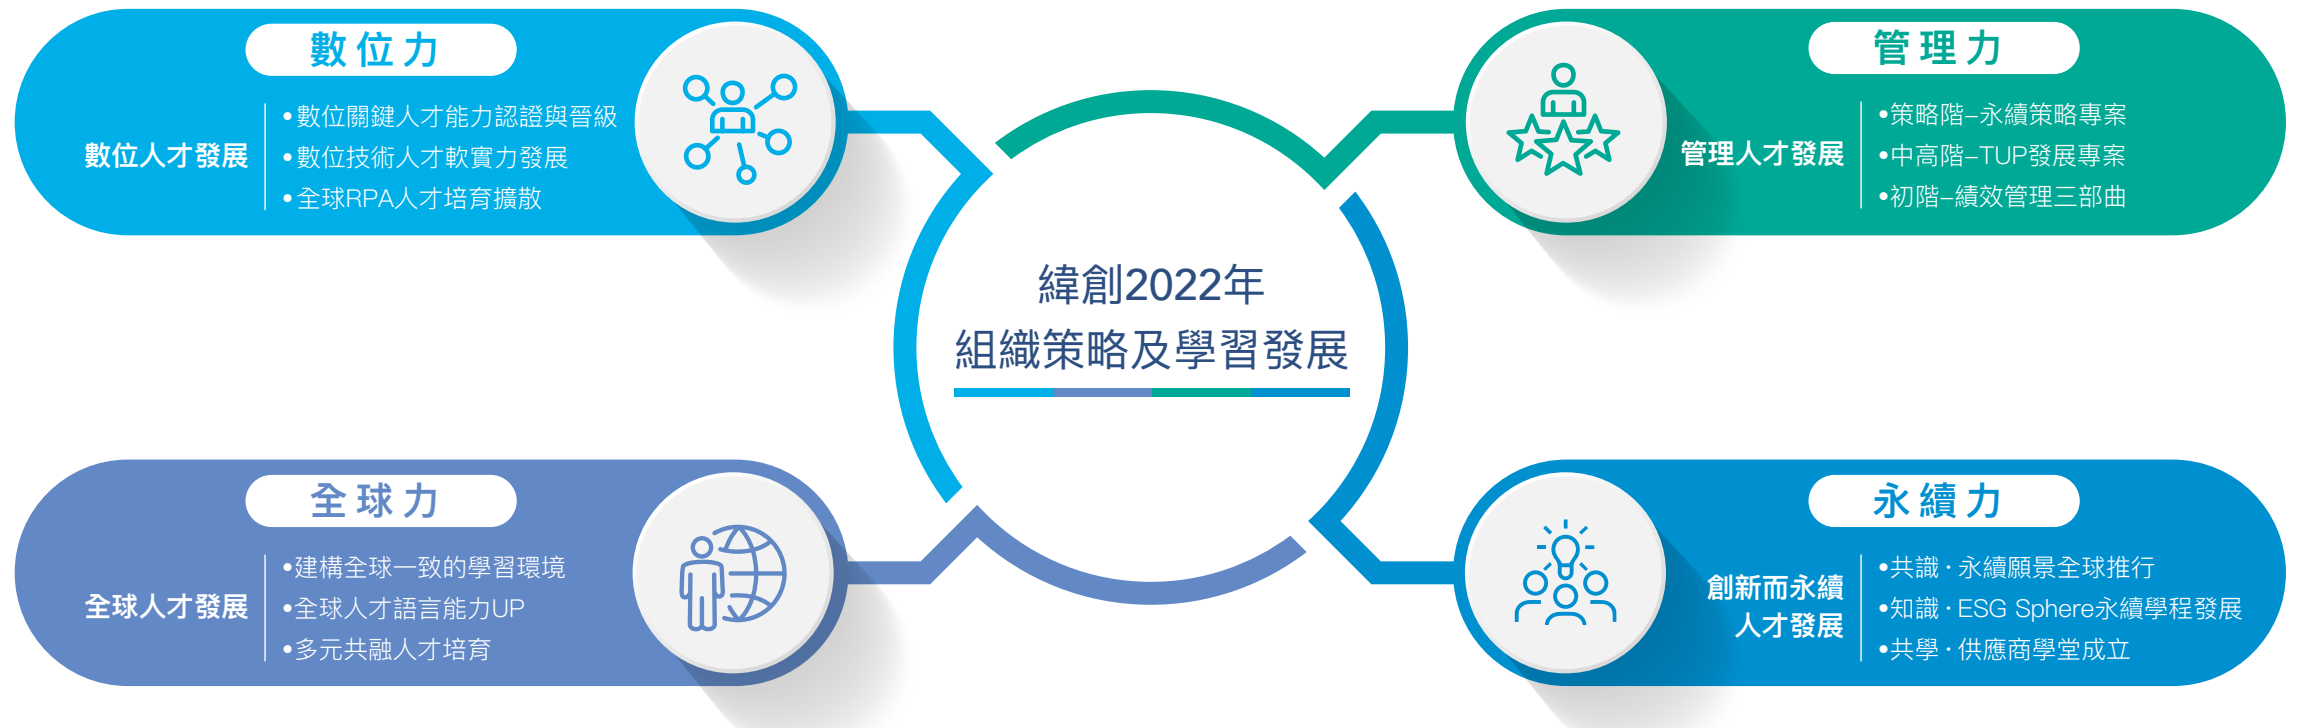 數位力
數位人才發展
•數位關鍵人才能力認證與晉級
•數位技術人才軟實力發展
•全球RPA人才培育擴散
管理力
管理人才發展
•策略階–永續策略專案
•中高階–TUP發展專案
•初階–績效管理三部曲
緯創2022年
組織策略及學習發展
全球力
全球人才發展
•建構全球一致的學習環境
•全球人才語言能力UP
•多元共融人才培育
永續力
創新而永續
人才發展
•共識·永續願景全球推行
•知識·ESG Sphere永續學程發展
•共學·供應商學堂成立